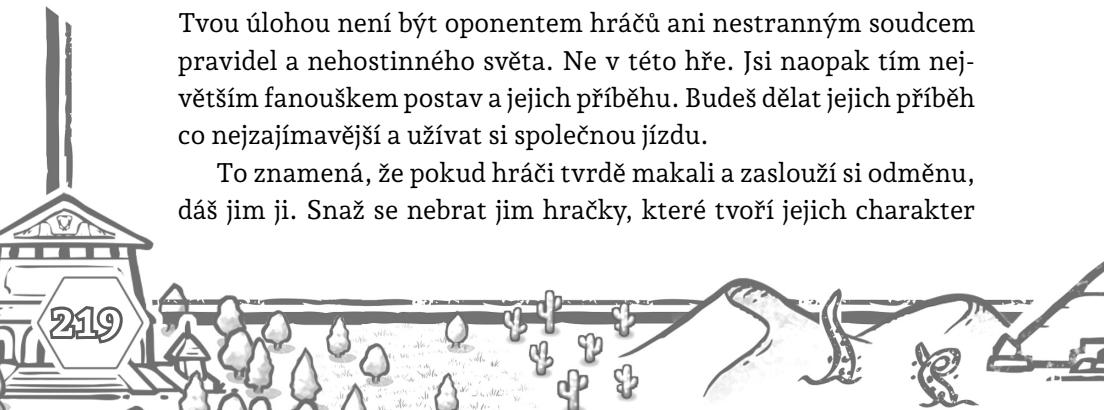 Tvou úlohou není být oponentem hráčů ani nestranným soudcem
pravidel a nehostinného světa. Ne v této hře. Jsi naopak tím nej-
větším fanouškem postav a jejich příběhu. Budeš dělat jejich příběh
co nejzajímavější a užívat si společnou jízdu.
To znamená, že pokud hráči tvrdě makali a zaslouží si odměnu,
dáš jim ji. Snaž se nebrat jim hračky, které tvoří jejich charakter
219